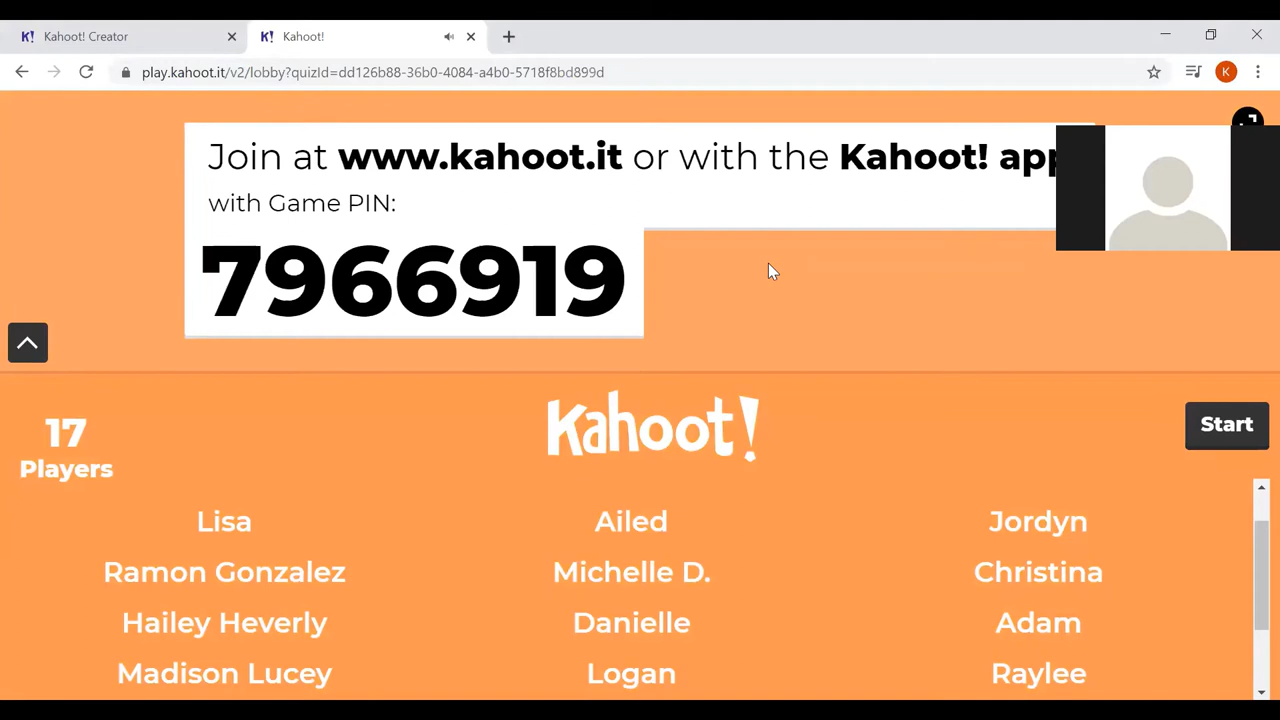 K! Kahoot! Creator
K! Kahoot!
play.kahoot.it/v2/lobby?quizId=dd126b88-36b0-4084-a4b0-5718f8bd899d
K
Join at www.kahoot.it or with the Kahoot! app
with Game PIN:
7966919
17
Players
Kahoot!
Start
Lisa Ailed Jordyn
Ramon Gonzalez Michelle D. Christina
Hailey Heverly Danielle Adam
Madison Lucey Logan Raylee